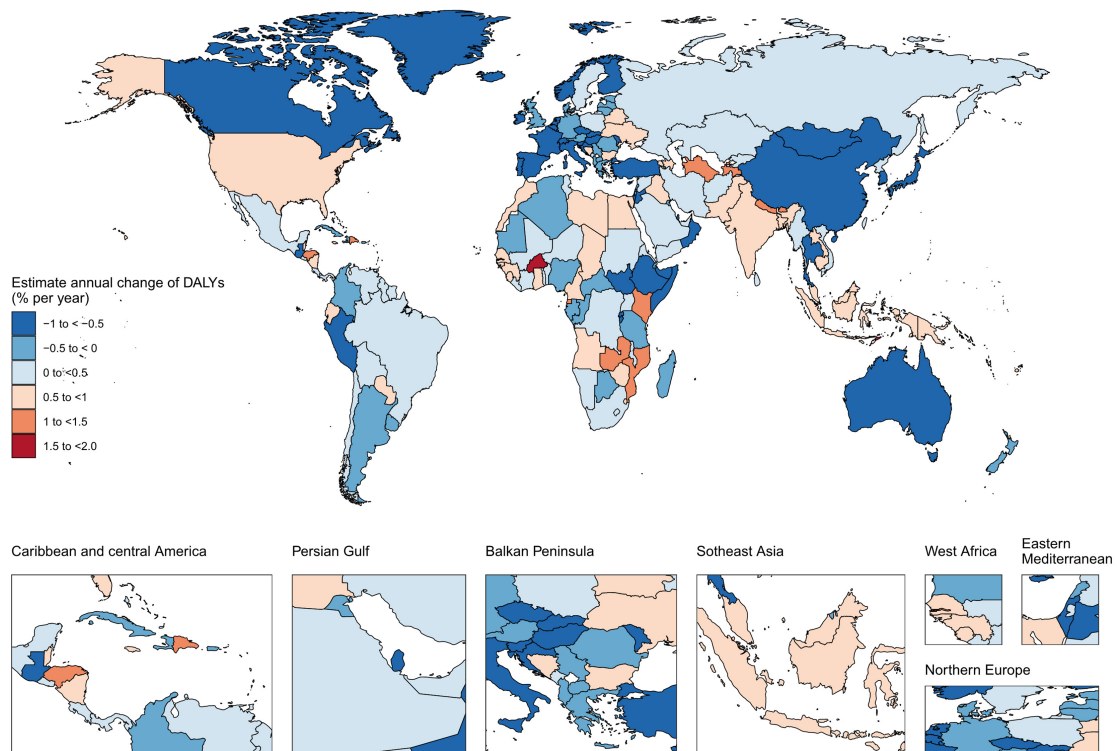 Estimate annual change of DALYs
(% per year)
−1 to < −0.5
−0.5 to < 0
0 to <0.5
0.5 to <1
1 to <1.5
1.5 to <2.0
Caribbean and central America
Persian Gulf
Balkan Peninsula
Sotheast Asia
West Africa
Eastern
Mediterranean
Northern Europe